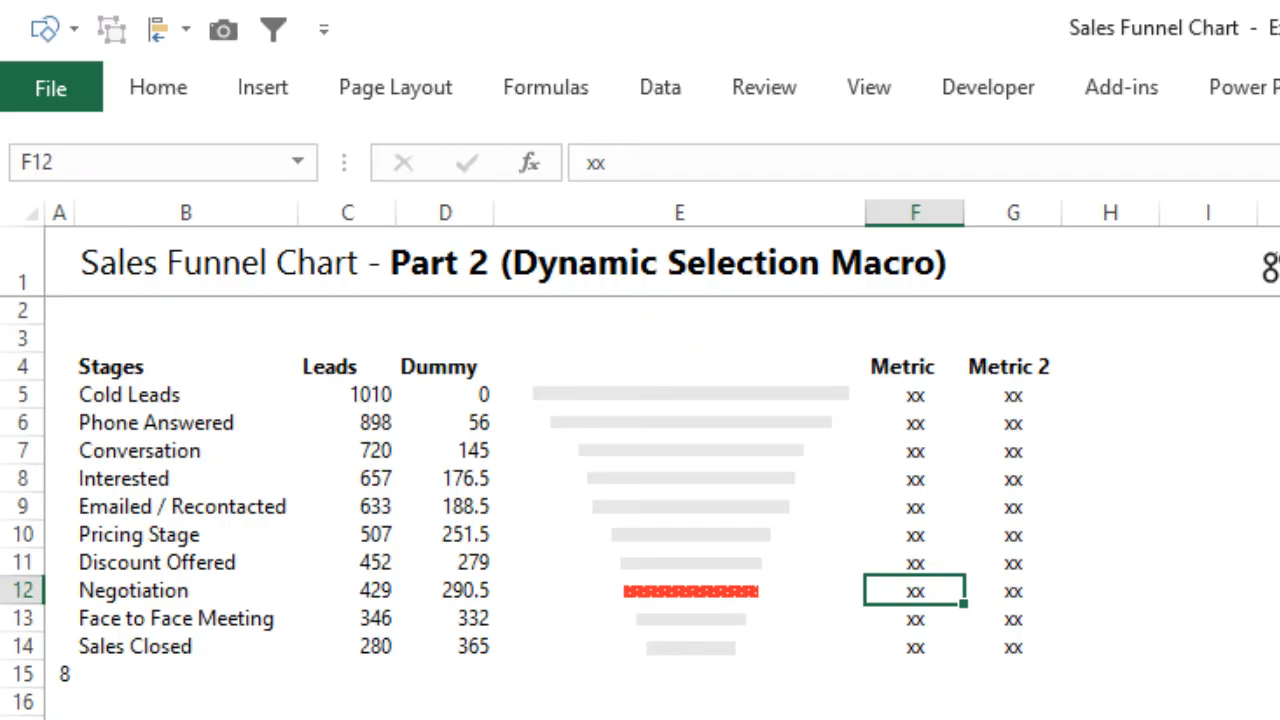 Sales Funnel Chart -
File Home Insert Page Layout Formulas Data Review View Developer Add-ins Power
F12 fx xx
A B C D E F G H I
1 Sales Funnel Chart - Part 2 (Dynamic Selection Macro)
2
3
4 Stages Leads Dummy Metric Metric 2
5 Cold Leads 1010 0 xx xx
6 Phone Answered 898 56 xx xx
7 Conversation 720 145 xx xx
8 Interested 657 176.5 xx xx
9 Emailed / Recontacted 633 188.5 xx xx
10 Pricing Stage 507 251.5 xx xx
11 Discount Offered 452 279 xx xx
12 Negotiation 429 290.5 xx xx
13 Face to Face Meeting 346 332 xx xx
14 Sales Closed 280 365 xx xx
15 8
16